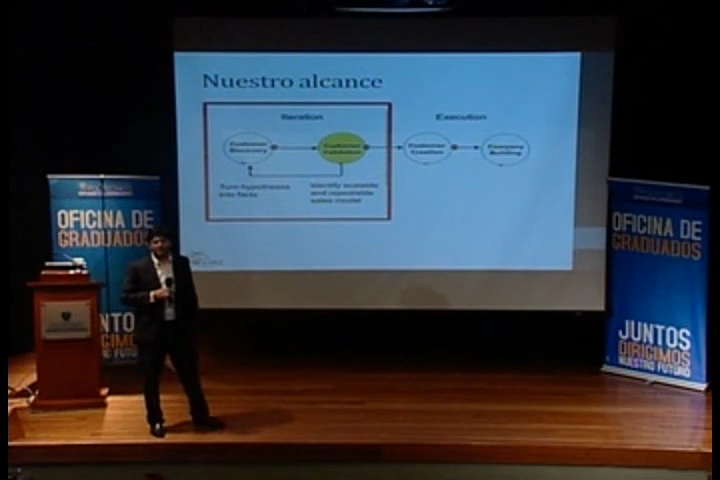 Nuestro alcance
Iteration
Execution
Customer
Discovery
Customer
Validation
Customer
Creation
Company
Building
Turn hypotheses
into facts
Identify scalable
and repeatable
sales model
OFICINA DE
GRADUADOS
OFICINA DE
GRADUADOS
JUNTOS
DIRIGIMOS
NUESTRO FUTURO